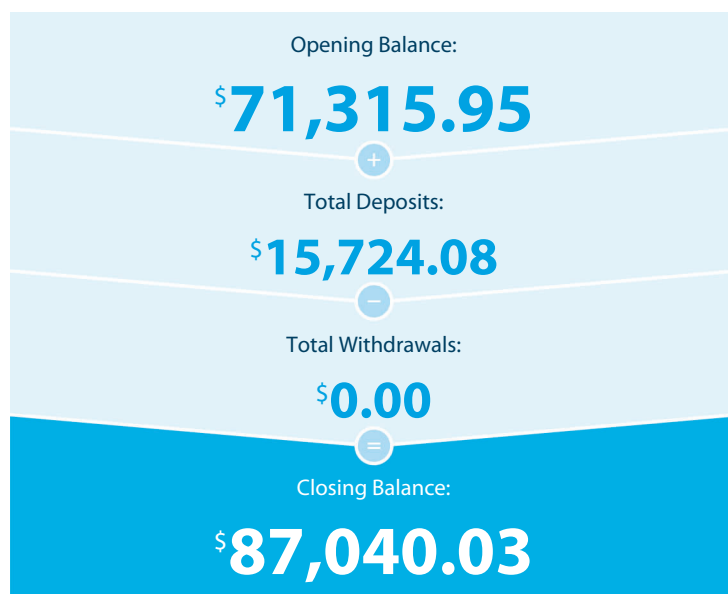 Opening Balance:
$71,315.95
+
Total Deposits:
$15,724.08
−
Total Withdrawals:
$0.00
=
Closing Balance:
$87,040.03